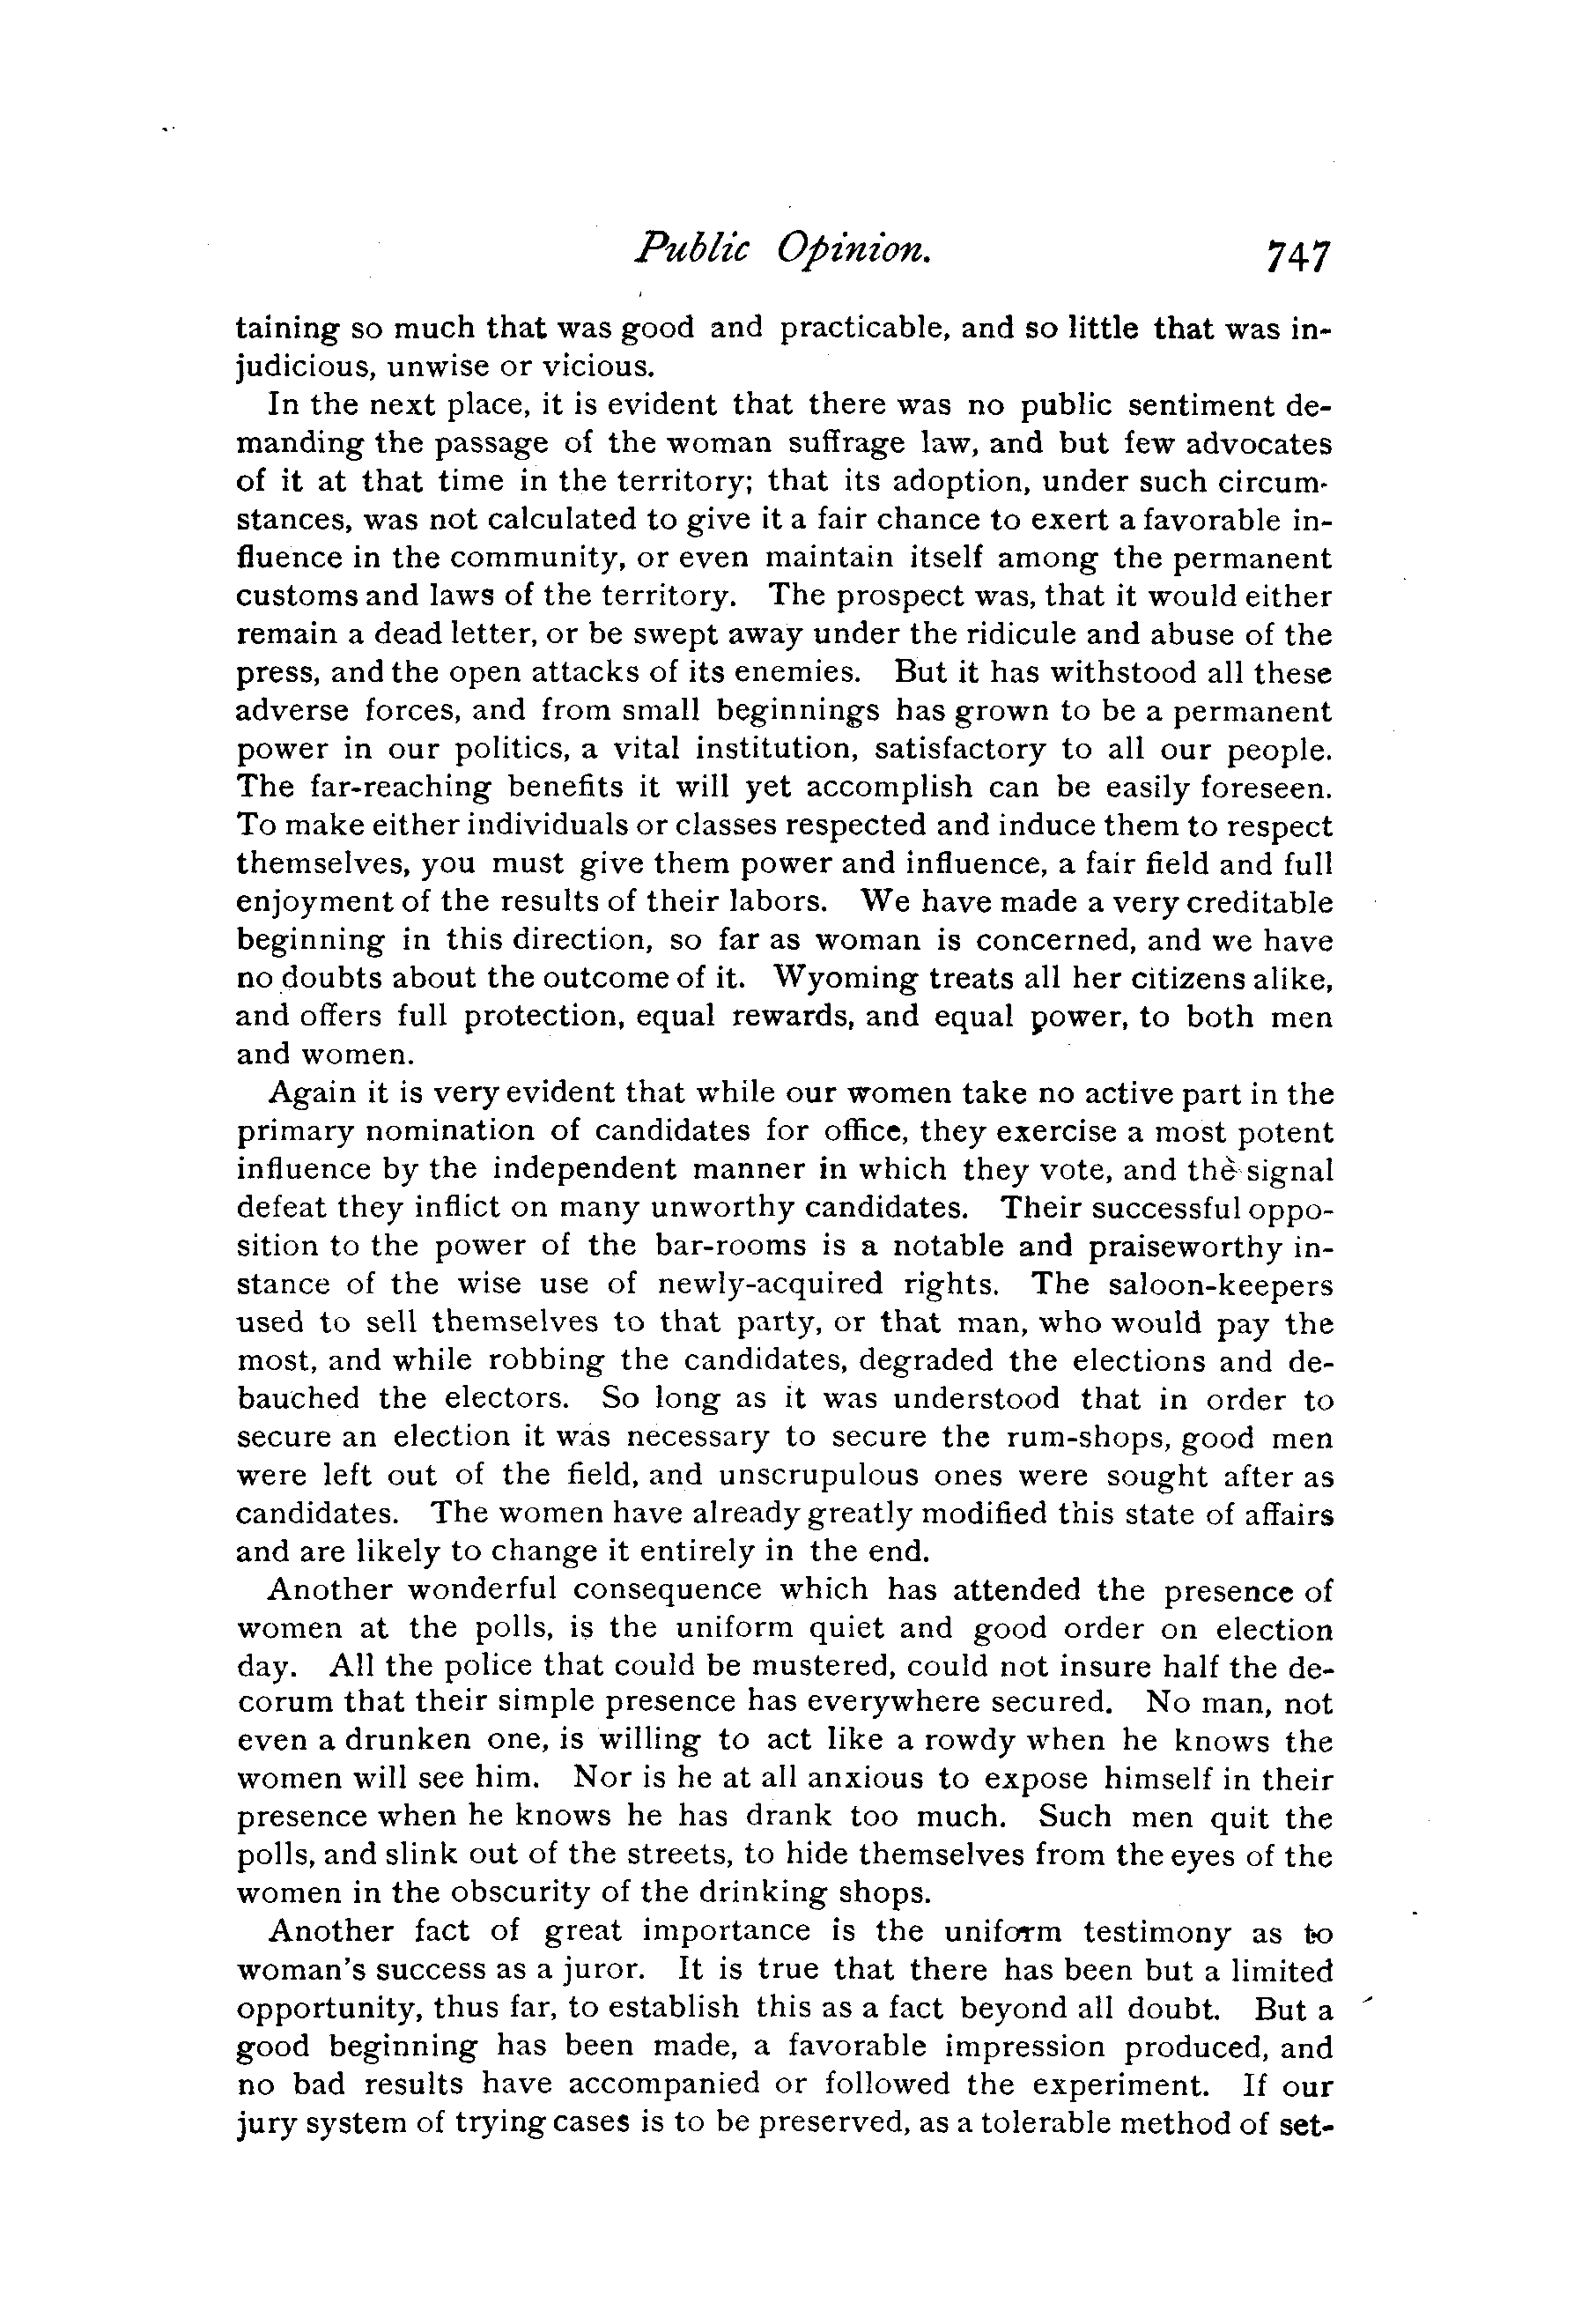 Public Opinion. 747
taining so much that was good and practicable, and so little that was in-
judicious, unwise or vicious.
In the next place, it is evident that there was no public sentiment de-
manding the passage of the woman suffrage law, and but few advocates
of it at that time in the territory; that its adoption, under such circum-
stances, was not calculated to give it a fair chance to exert a favorable in-
fluence in the community, or even maintain itself among the permanent
customs and laws of the territory. The prospect was, that it would either
remain a dead letter, or be swept away under the ridicule and abuse of the
press, and the open attacks of its enemies. But it has withstood all these
adverse forces, and from small beginnings has grown to be a permanent
power in our politics, a vital institution, satisfactory to all our people.
The far-reaching benefits it will yet accomplish can be easily foreseen.
To make either individuals or classes respected and induce them to respect
themselves, you must give them power and influence, a fair field and full
enjoyment of the results of their labors. We have made a very creditable
beginning in this direction, so far as woman is concerned, and we have
no doubts about the outcome of it. Wyoming treats all her citizens alike,
and offers full protection, equal rewards, and equal power, to both men
and women.
Again it is very evident that while our women take no active part in the
primary nomination of candidates for office, they exercise a most potent
influence by the independent manner in which they vote, and the signal
defeat they inflict on many unworthy candidates. Their successful oppo-
sition to the power of the bar-rooms is a notable and praiseworthy in-
stance of the wise use of newly-acquired rights. The saloon-keepers
used to sell themselves to that party, or that man, who would pay the
most, and while robbing the candidates, degraded the elections and de-
bauched the electors. So long as it was understood that in order to
secure an election it was necessary to secure the rum-shops, good men
were left out of the field, and unscrupulous ones were sought after as
candidates. The women have already greatly modified this state of affairs
and are likely to change it entirely in the end.
Another wonderful consequence which has attended the presence of
women at the polls, is the uniform quiet and good order on election
day. All the police that could be mustered, could not insure half the de-
corum that their simple presence has everywhere secured. No man, not
even a drunken one, is willing to act like a rowdy when he knows the
women will see him. Nor is he at all anxious to expose himself in their
presence when he knows he has drank too much. Such men quit the
polls, and slink out of the streets, to hide themselves from the eyes of the
women in the obscurity of the drinking shops.
Another fact of great importance is the uniform testimony as to
woman's success as a juror. It is true that there has been but a limited
opportunity, thus far, to establish this as a fact beyond all doubt. But a
good beginning has been made, a favorable impression produced, and
no bad results have accompanied or followed the experiment. If our
jury system of trying cases is to be preserved, as a tolerable method of set-